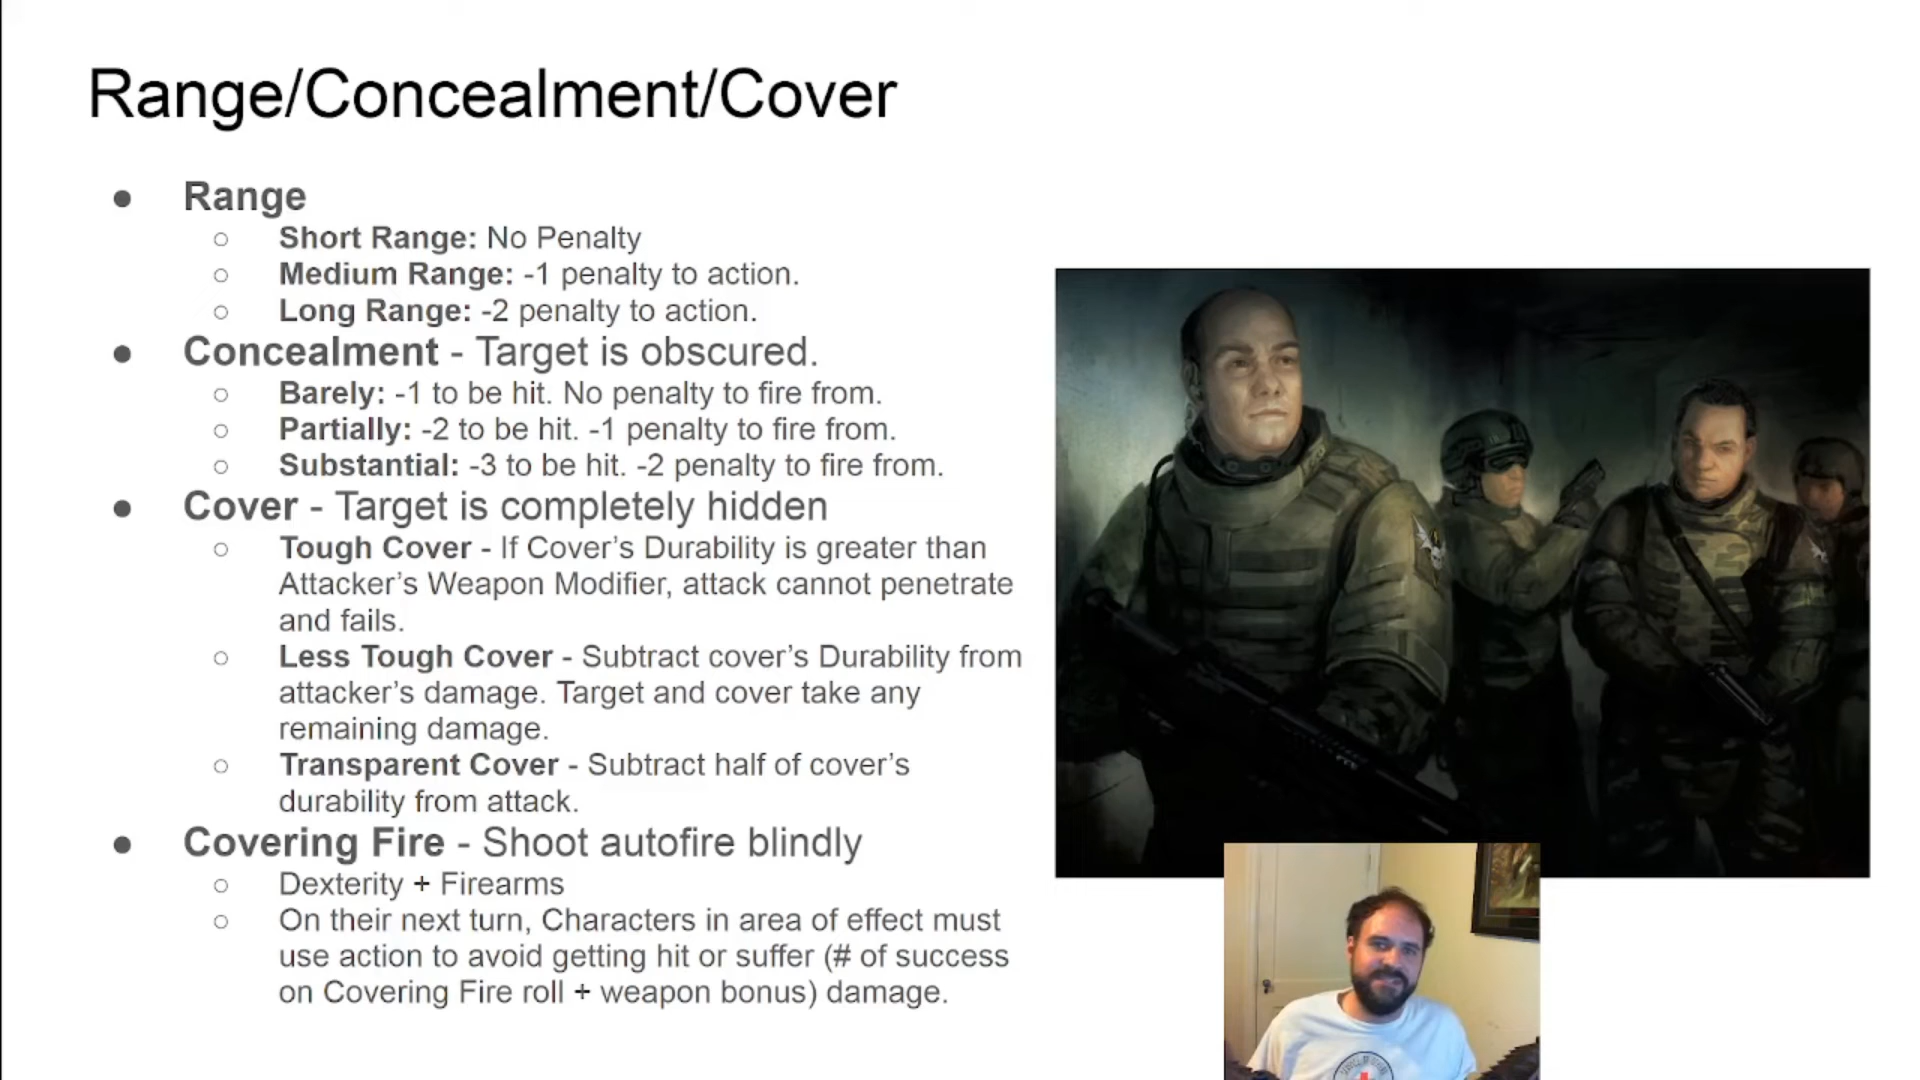 Range/Concealment/Cover
● Range
○ Short Range: No Penalty
○ Medium Range: -1 penalty to action.
○ Long Range: -2 penalty to action.
● Concealment - Target is obscured.
○ Barely: -1 to be hit. No penalty to fire from.
○ Partially: -2 to be hit. -1 penalty to fire from.
○ Substantial: -3 to be hit. -2 penalty to fire from.
● Cover - Target is completely hidden
○ Tough Cover - If Cover's Durability is greater than
Attacker's Weapon Modifier, attack cannot penetrate
and fails.
○ Less Tough Cover - Subtract cover's Durability from
attacker's damage. Target and cover take any
remaining damage.
○ Transparent Cover - Subtract half of cover's
durability from attack.
● Covering Fire - Shoot autofire blindly
○ Dexterity + Firearms
○ On their next turn, Characters in area of effect must
use action to avoid getting hit or suffer (# of success
on Covering Fire roll + weapon bonus) damage.